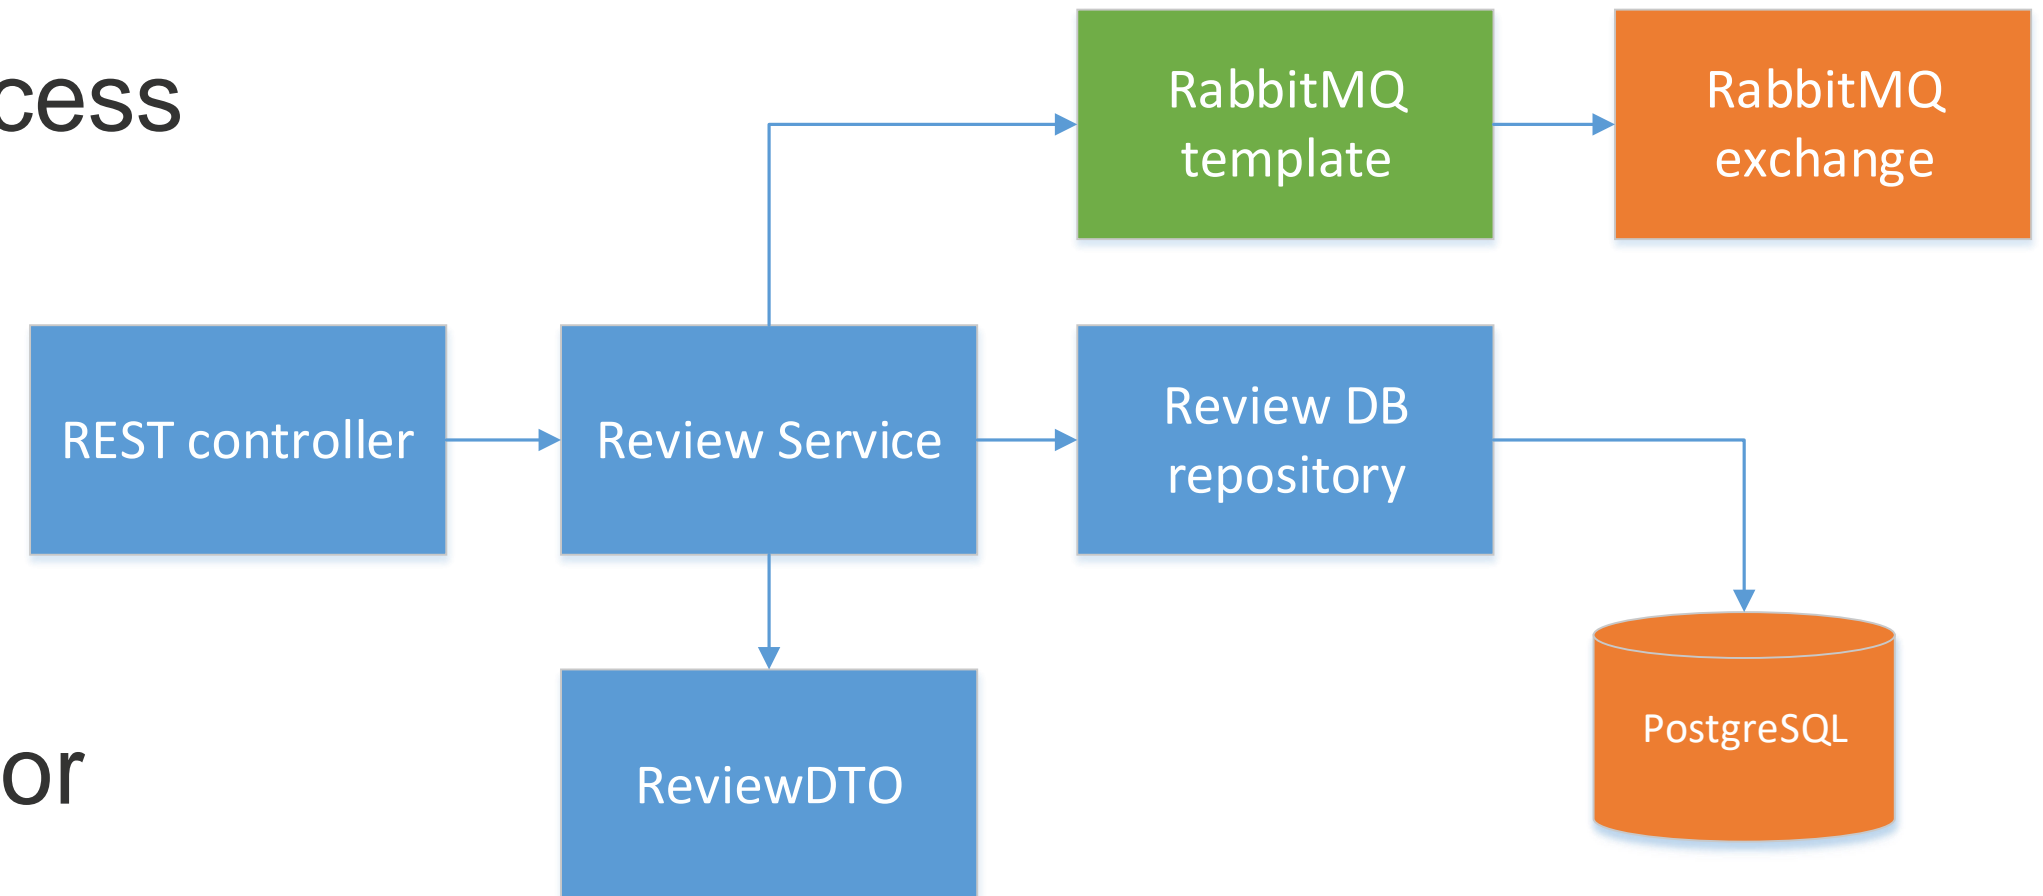 cess
RabbitMQ
template
RabbitMQ
exchange
REST controller
Review Service
Review DB
repository
or
ReviewDTO
PostgreSQL